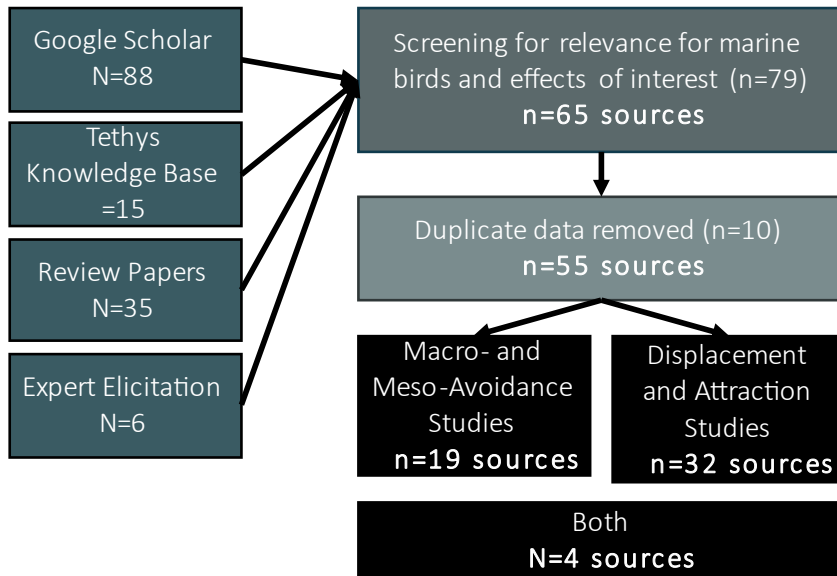 Google Scholar
N=88
Tethys
Knowledge Base
=15
Review Papers
N=35
Expert Elicitation
N=6
Screening for relevance for marine
birds and effects of interest (n=79)
n=65 sources
Duplicate data removed (n=10)
n=55 sources
Macro- and
Meso-Avoidance
Studies
n=19 sources
Displacement
and Attraction
Studies
n=32 sources
Both
N=4 sources